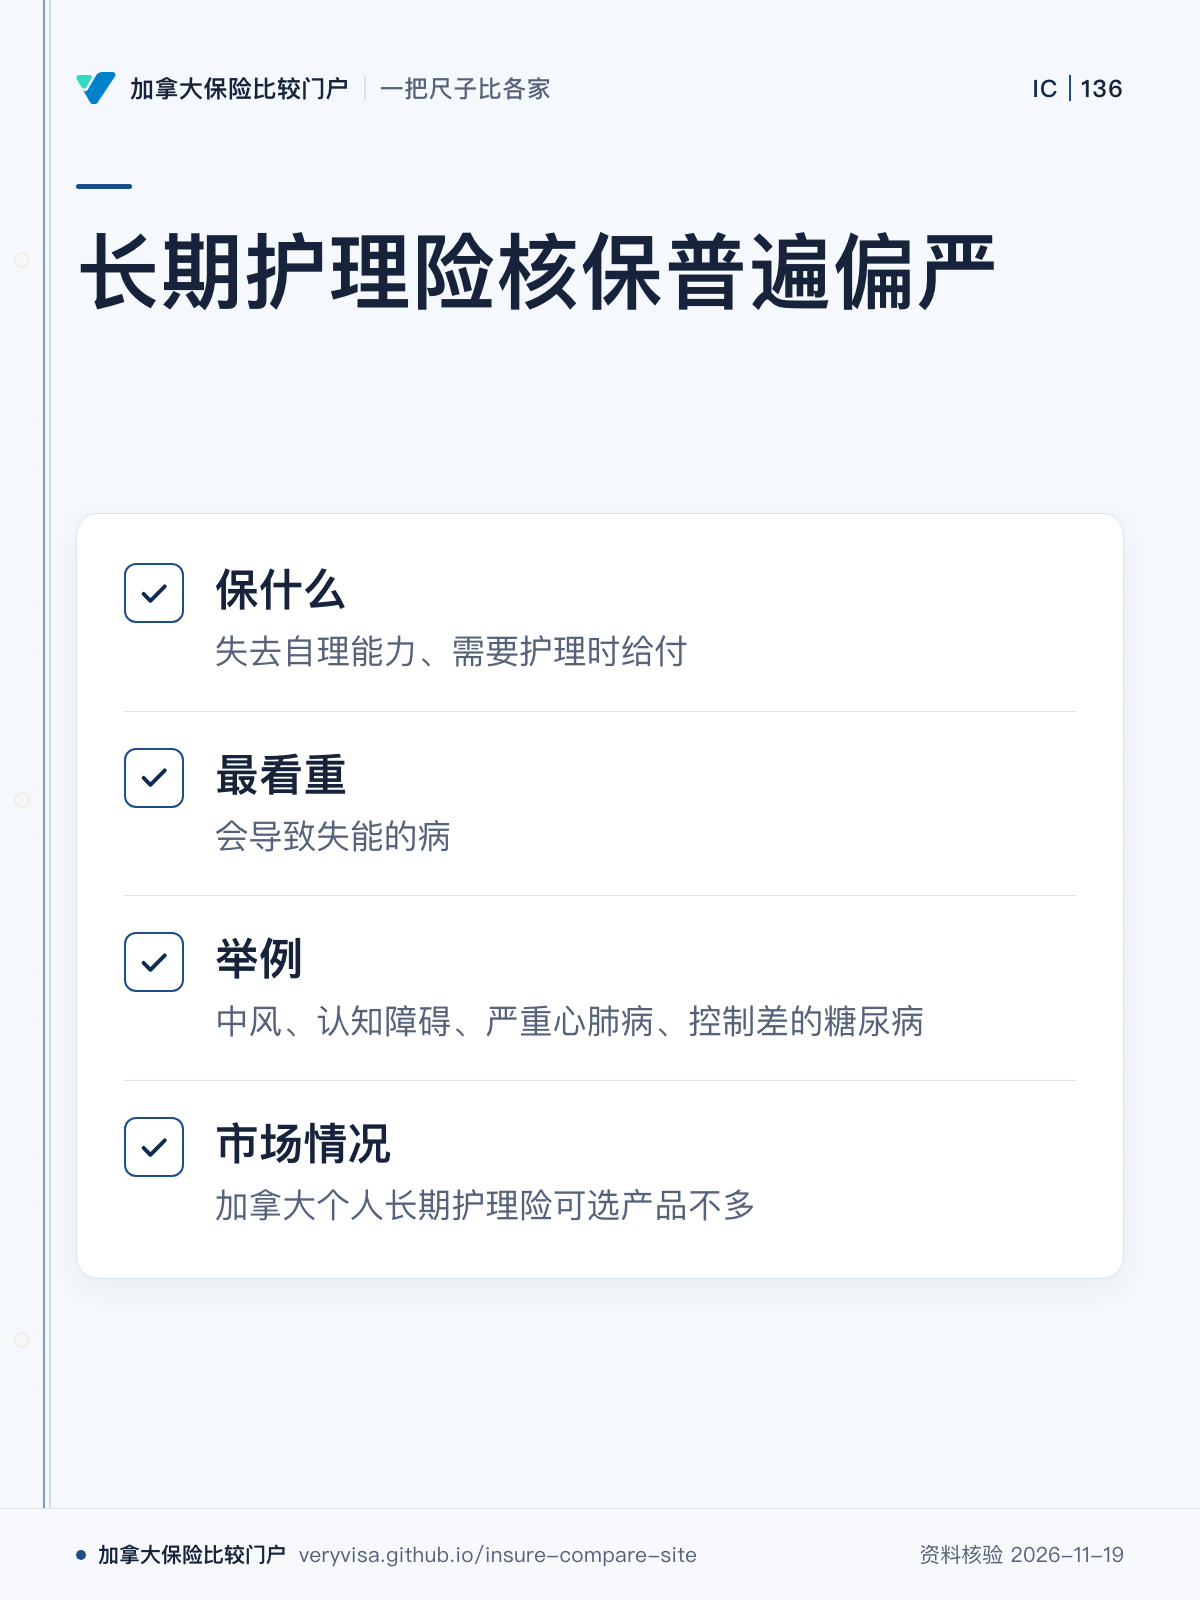 加拿大保险比较门户 | 一把尺子比各家
IC | 136
长期护理险核保普遍偏严
保什么
失去自理能力、需要护理时给付
最看重
会导致失能的病
举例
中风、认知障碍、严重心肺病、控制差的糖尿病
市场情况
加拿大个人长期护理险可选产品不多
加拿大保险比较门户 veryvisa.github.io/insure-compare-site
资料核验 2026-11-19